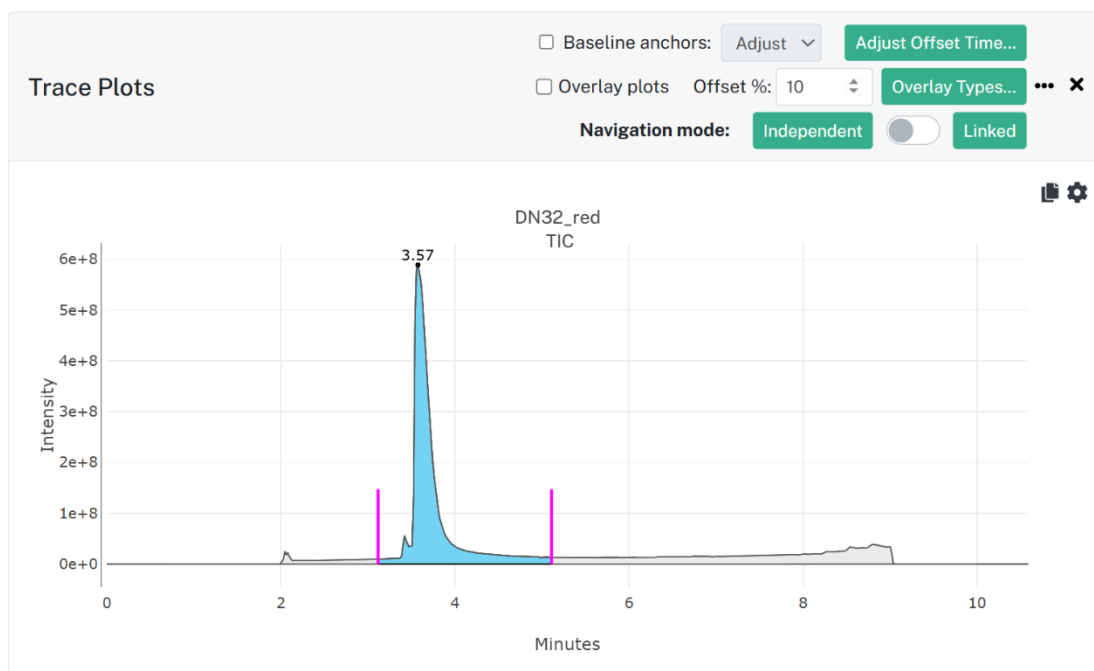 Baseline anchors: Adjust Adjust Offset Time...
Trace Plots
Overlay plots Offset %: 10 Overlay Types...
Navigation mode: Independent Linked
DN32_red
TIC
3.57
6e+8
5e+8
4e+8
3e+8
2e+8
1e+8
0e+0
Intensity
0 2 4 6 8 10
Minutes